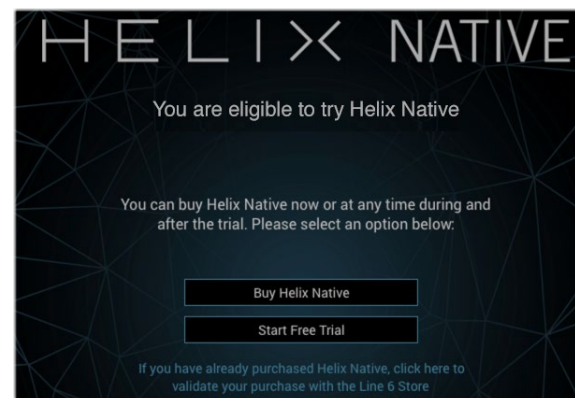 HELIX NATIVE
You are eligible to try Helix Native
You can buy Helix Native now or at any time during and
after the trial. Please select an option below:
Buy Helix Native
Start Free Trial
If you have already purchased Helix Native, click here to
validate your purchase with the Line 6 Store